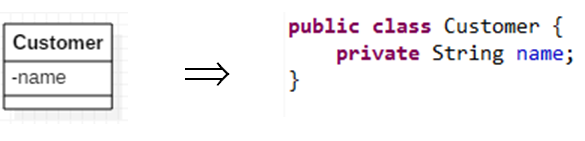 Customer
-name
public class Customer {
    private String name;
}